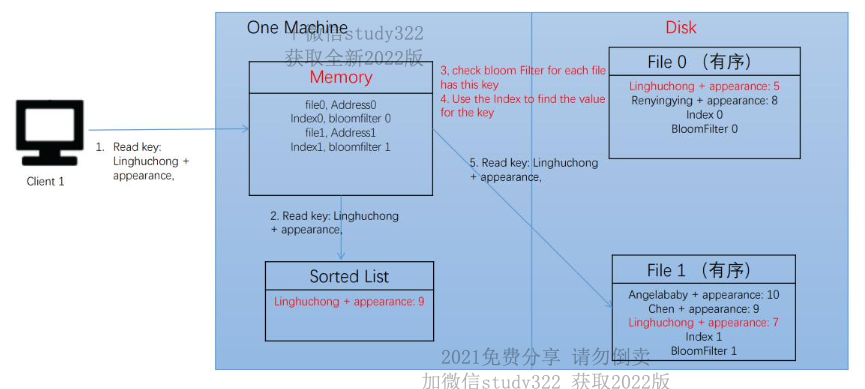 One Machine
Disk
加微信study322
获取全新2022版
Memory
file0, Address0
Index0, bloomfilter 0
file1, Address1
Index1, bloomfilter 1
3, check bloom Filter for each file
has this key
4. Use the Index to find the value
for the key
File 0 （有序）
Linghuchong + appearance: 5
Renyingying + appearance: 8
Index 0
BloomFilter 0
Client 1
1. Read key:
Linghuchong +
appearance,
2. Read key: Linghuchong
+ appearance,
5. Read key: Linghuchong
+ appearance,
Sorted List
Linghuchong + appearance: 9
File 1 （有序）
Angelababy + appearance: 10
Chen + appearance: 9
Linghuchong + appearance: 7
Index 1
BloomFilter 1
2021免费分享 请勿倒卖
加微信study322 获取2022版